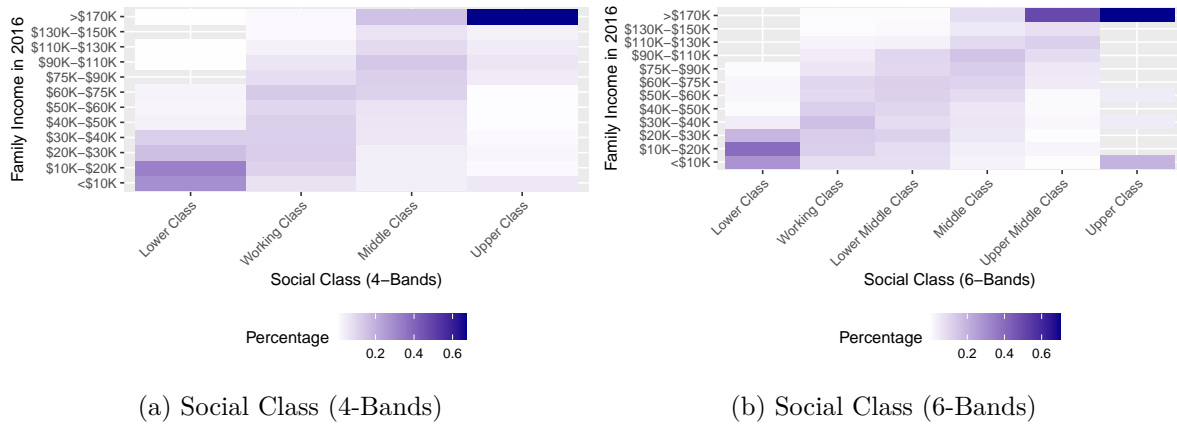 Family Income in 2016
>$170K
$130K−$150K
$110K−$130K
$90K−$110K
$75K−$90K
$60K−$75K
$50K−$60K
$40K−$50K
$30K−$40K
$20K−$30K
$10K−$20K
<$10K
Lower Class
Working Class
Middle Class
Upper Class
Social Class (4−Bands)
Percentage
0.2 0.4 0.6
(a) Social Class (4-Bands)
Family Income in 2016
>$170K
$130K−$150K
$110K−$130K
$90K−$110K
$75K−$90K
$60K−$75K
$50K−$60K
$40K−$50K
$30K−$40K
$20K−$30K
$10K−$20K
<$10K
Lower Class
Working Class
Lower Middle Class
Middle Class
Upper Middle Class
Upper Class
Social Class (6−Bands)
Percentage
0.2 0.4 0.6
(b) Social Class (6-Bands)